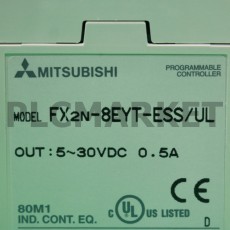 PROGRAMMABLE
CONTROLLER
MITSUBISHI
MODEL FX2N-8EYT-ESS/UL
PLCMARKET
OUT:5~30VDC 0.5A
80M1
IND. CONT. EQ.
C UL US LISTED
D